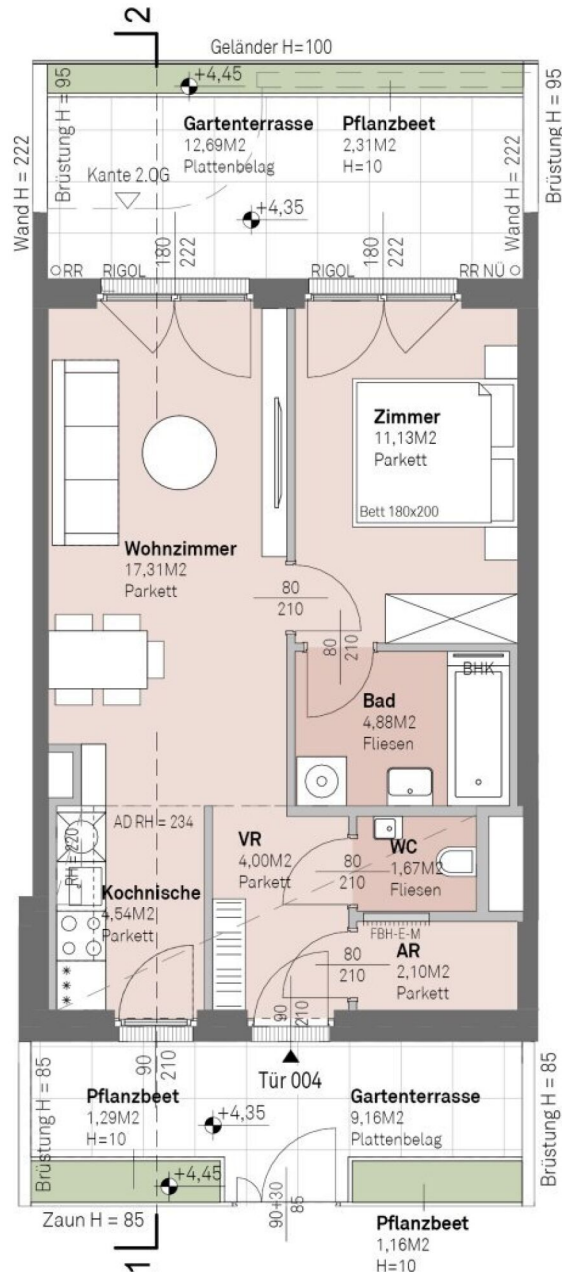 2
Geländer H=100
+4,45
Brüstung H = 95
Brüstung H = 95
Wand H = 222
Wand H = 222
Gartenterrasse
12,69M2
Plattenbelag
Pflanzbeet
2,31M2
H=10
Kante 2.OG
+4,35
180
222
180
222
RR
RIGOL
RIGOL
RR NÜ
Zimmer
11,13M2
Parkett
Bett 180x200
Wohnzimmer
17,31M2
Parkett
80
210
80
210
BHK
Bad
4,88M2
Fliesen
AD RH = 234
RH = 220
Kochnische
4,54M2
Parkett
VR
4,00M2
Parkett
80
210
WC
1,67M2
Fliesen
FBH-E-M
80
210
AR
2,10M2
Parkett
90
210
90
210
Tür 004
Brüstung H = 85
Brüstung H = 85
Pflanzbeet
1,29M2
H=10
+4,35
Gartenterrasse
9,16M2
Plattenbelag
+4,45
90+30
85
Zaun H = 85
Pflanzbeet
1,16M2
H=10
1